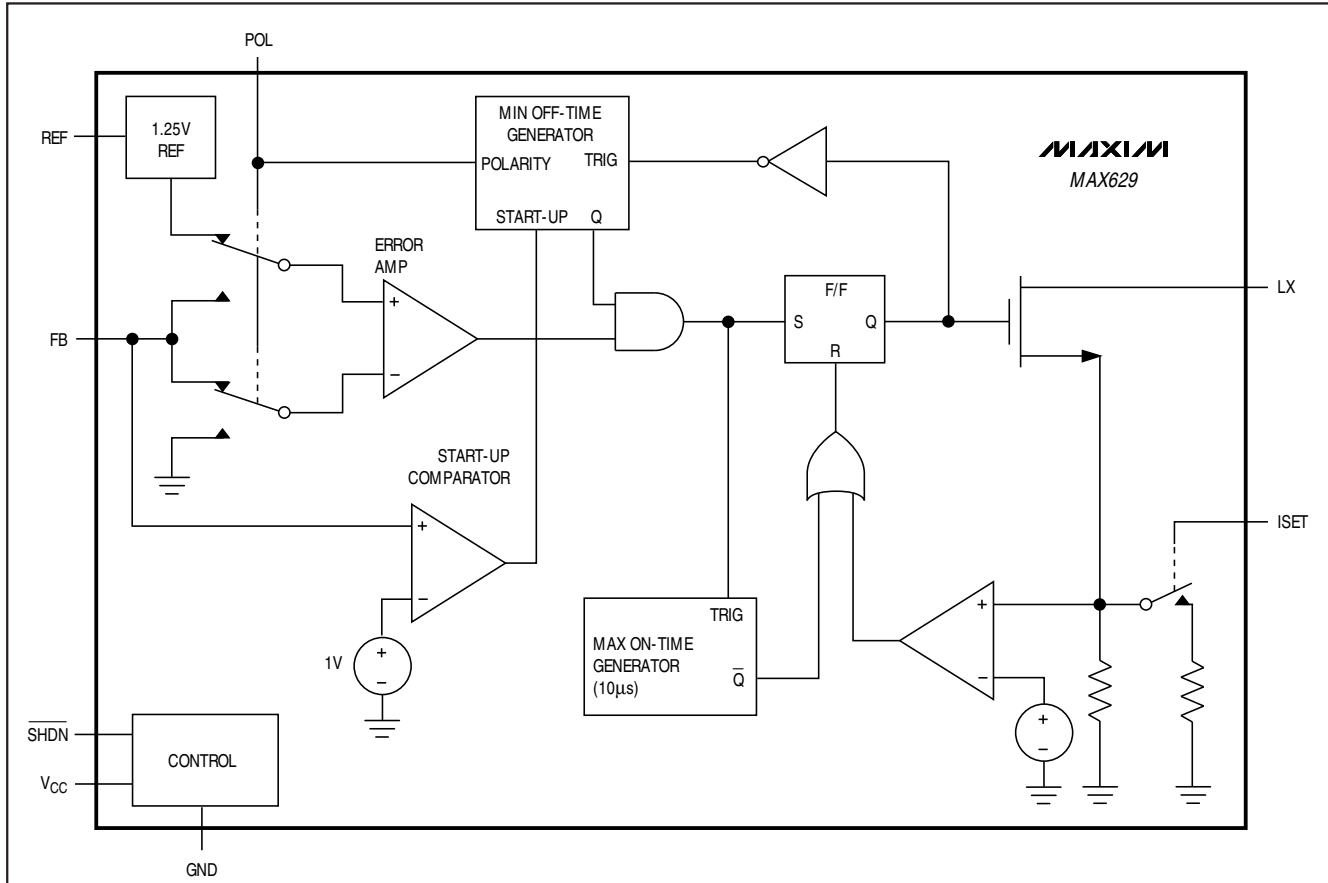 POL
REF
1.25V
REF
MIN OFF-TIME
GENERATOR
POLARITY
TRIG
START-UP
Q
MAXIM
MAX629
ERROR
AMP
+
−
FB
F/F
S
Q
R
LX
START-UP
COMPARATOR
+
−
1V
+
−
ISET
TRIG
MAX ON-TIME
GENERATOR
(10µs)
Q̅
+
−
+
−
S̅H̅D̅N̅
VCC
CONTROL
GND